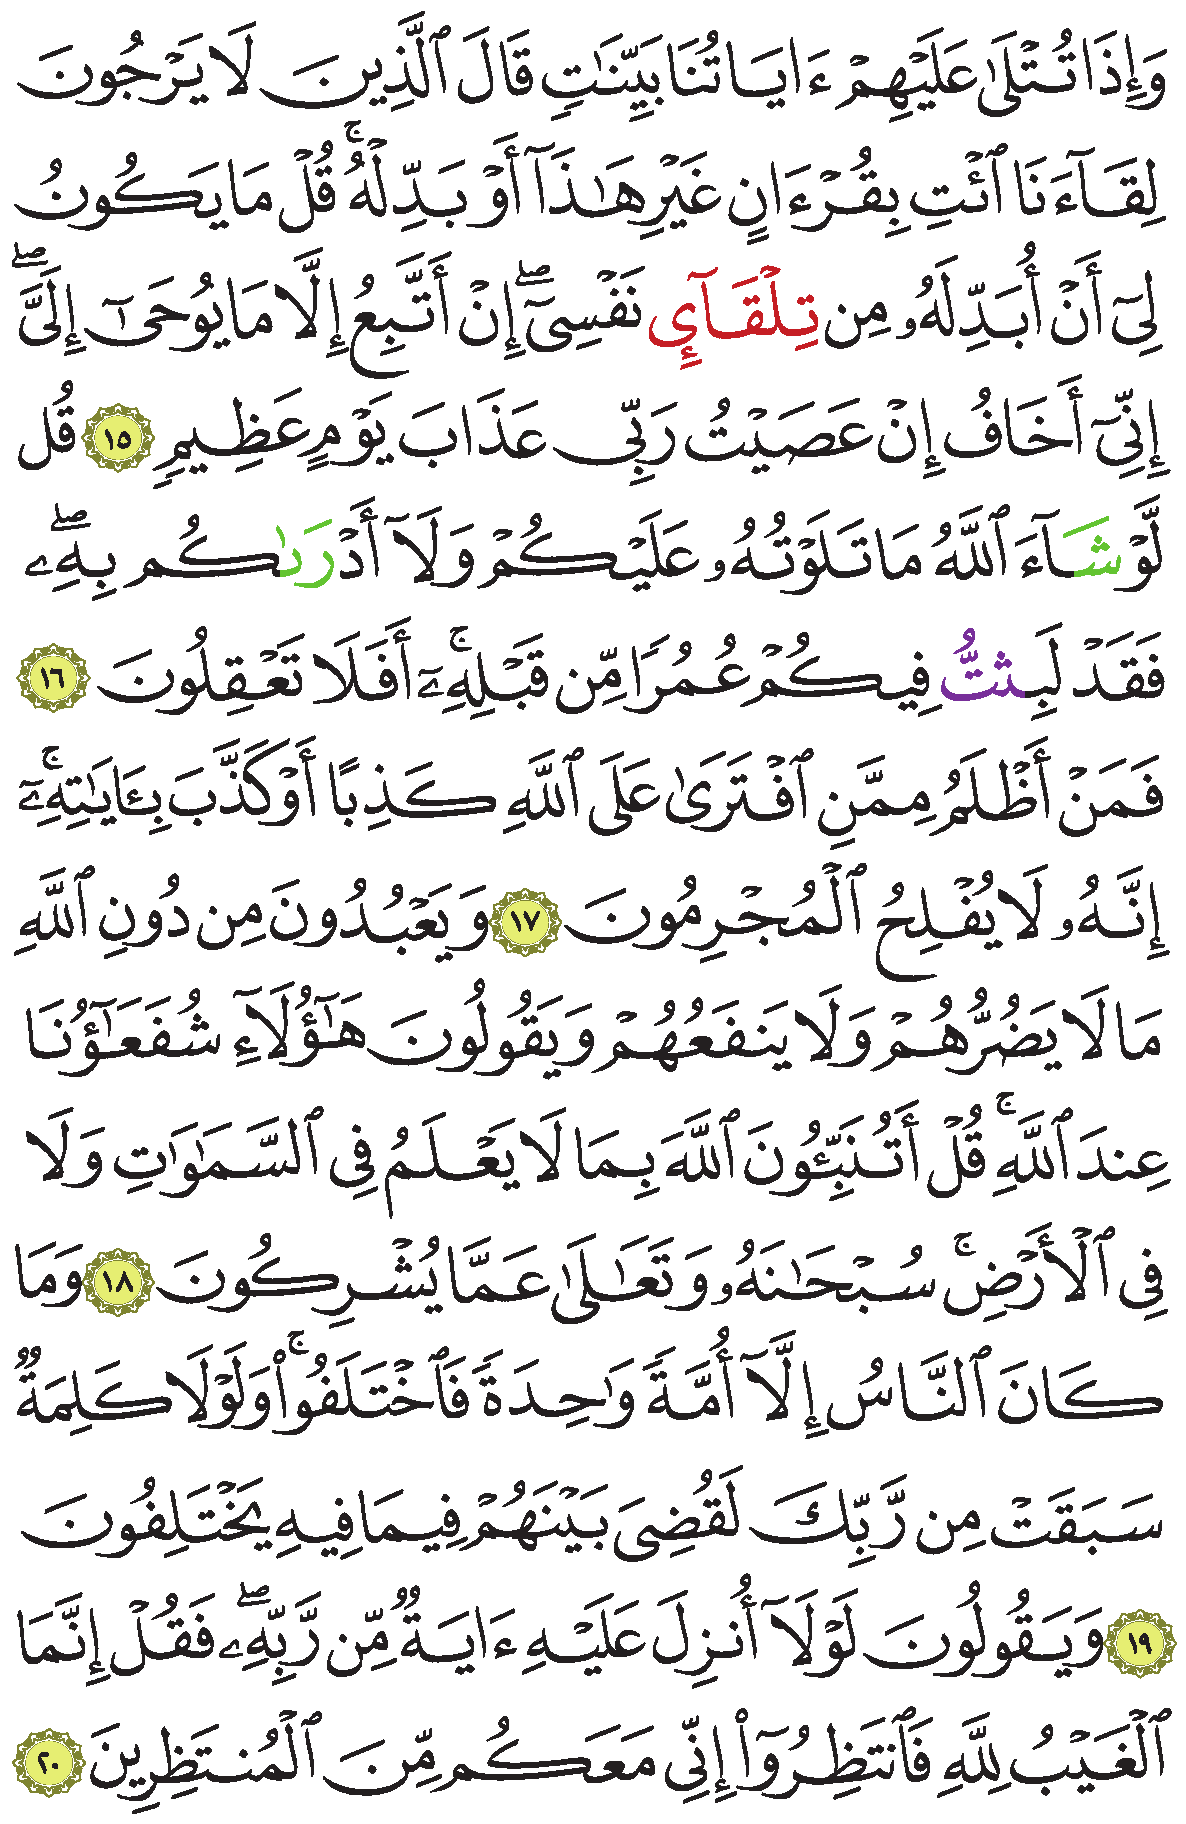 وَإِذَا تُتْلَىٰ عَلَيْهِمْ ءَايَاتُنَا بَيِّنَٰتٍ قَالَ ٱلَّذِينَ لَا يَرْجُونَ
لِقَآءَنَا ٱئْتِ بِقُرْءَانٍ غَيْرِ هَٰذَآ أَوْ بَدِّلْهُ ۚ قُلْ مَا يَكُونُ
لِىٓ أَنْ أُبَدِّلَهُۥ مِن تِلْقَآئِ نَفْسِىٓ ۖ إِنْ أَتَّبِعُ إِلَّا مَا يُوحَىٰٓ إِلَىَّ ۖ
إِنِّىٓ أَخَافُ إِنْ عَصَيْتُ رَبِّى عَذَابَ يَوْمٍ عَظِيمٍ ١٥ قُل
لَّوْ شَآءَ ٱللَّهُ مَا تَلَوْتُهُۥ عَلَيْكُمْ وَلَآ أَدْرَىٰكُم بِهِۦ ۖ
فَقَدْ لَبِثتُّ فِيكُمْ عُمُرًا مِّن قَبْلِهِۦٓ ۚ أَفَلَا تَعْقِلُونَ ١٦
فَمَنْ أَظْلَمُ مِمَّنِ ٱفْتَرَىٰ عَلَى ٱللَّهِ كَذِبًا أَوْ كَذَّبَ بِـَٔايَٰتِهِۦٓ ۚ
إِنَّهُۥ لَا يُفْلِحُ ٱلْمُجْرِمُونَ ١٧ وَيَعْبُدُونَ مِن دُونِ ٱللَّهِ
مَا لَا يَضُرُّهُمْ وَلَا يَنفَعُهُمْ وَيَقُولُونَ هَٰٓؤُلَآءِ شُفَعَٰٓؤُنَا
عِندَ ٱللَّهِ ۚ قُلْ أَتُنَبِّـُٔونَ ٱللَّهَ بِمَا لَا يَعْلَمُ فِى ٱلسَّمَٰوَٰتِ وَلَا
فِى ٱلْأَرْضِ ۚ سُبْحَٰنَهُۥ وَتَعَٰلَىٰ عَمَّا يُشْرِكُونَ ١٨ وَمَا
كَانَ ٱلنَّاسُ إِلَّآ أُمَّةً وَٰحِدَةً فَٱخْتَلَفُوا۟ ۚ وَلَوْلَا كَلِمَةٌ
سَبَقَتْ مِن رَّبِّكَ لَقُضِىَ بَيْنَهُمْ فِيمَا فِيهِ يَخْتَلِفُونَ
١٩ وَيَقُولُونَ لَوْلَآ أُنزِلَ عَلَيْهِ ءَايَةٌ مِّن رَّبِّهِۦ ۖ فَقُلْ إِنَّمَا
ٱلْغَيْبُ لِلَّهِ فَٱنتَظِرُوٓا۟ إِنِّى مَعَكُم مِّنَ ٱلْمُنتَظِرِينَ ٢٠